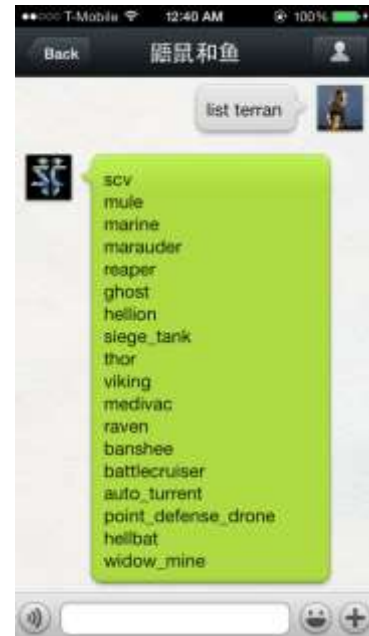 T-Mobile 12:40 AM 100%
Back 鼯鼠和鱼
list terran
scv
mule
marine
marauder
reaper
ghost
hellion
siege_tank
thor
viking
medivac
raven
banshee
battlecruiser
auto_turrent
point_defense_drone
hellbat
widow_mine